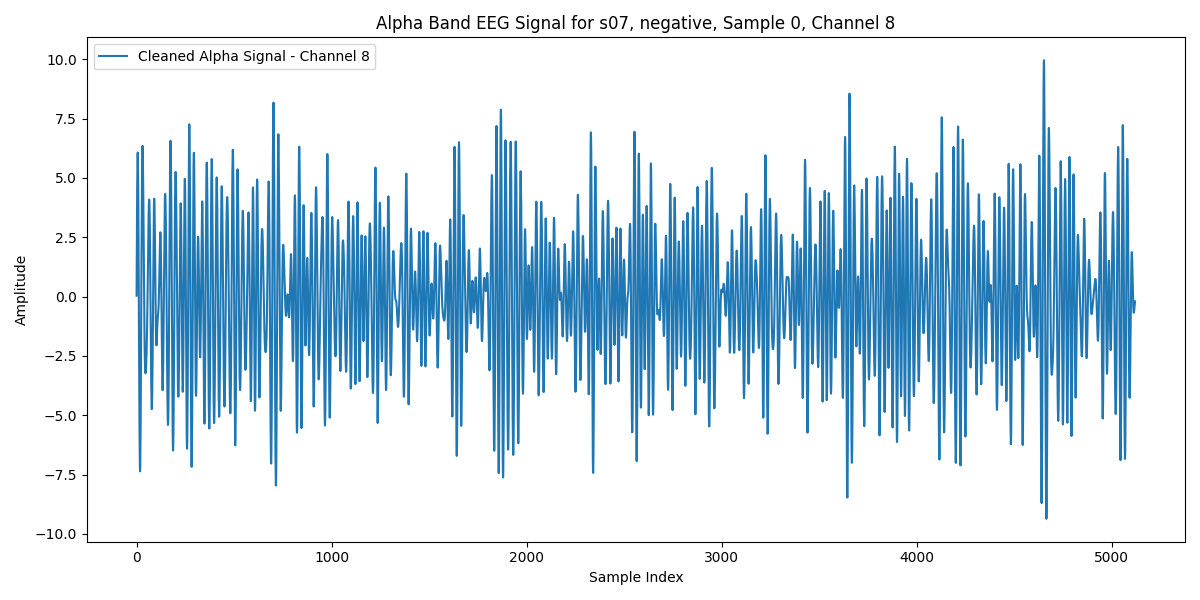 Alpha Band EEG Signal for s07, negative, Sample 0, Channel 8
Cleaned Alpha Signal - Channel 8
10.0
7.5
5.0
2.5
0.0
−2.5
−5.0
−7.5
−10.0
Amplitude
0 1000 2000 3000 4000 5000
Sample Index